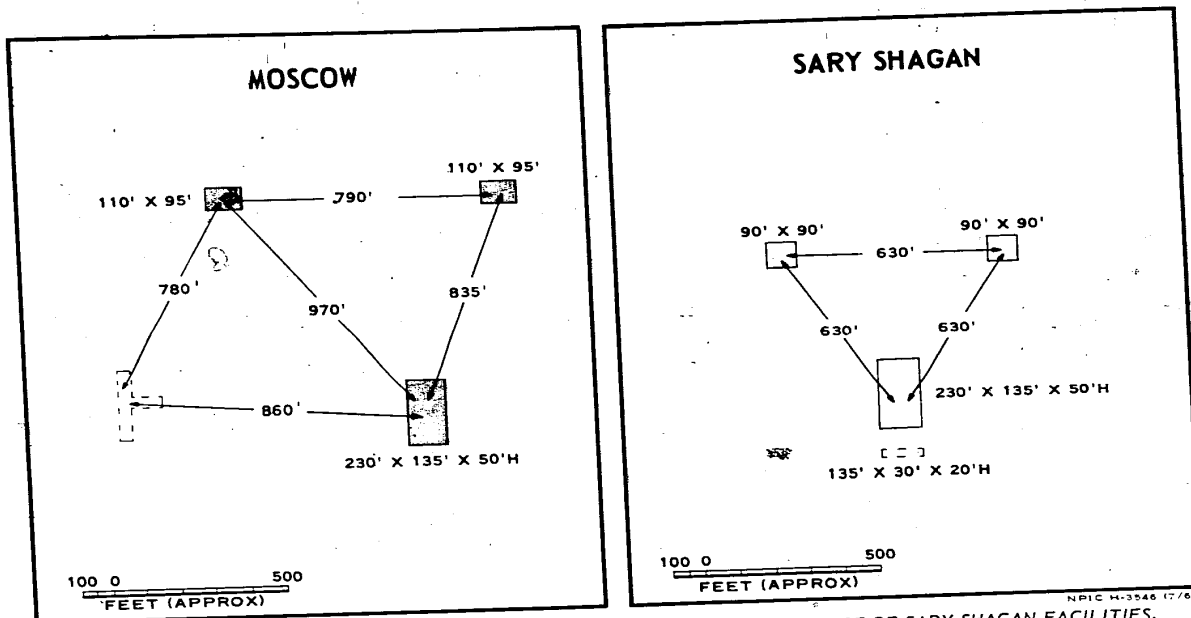 MOSCOW
110' X 95'
110' X 95'
790'
780'
970'
835'
860'
230' X 135' X 50'H
100 0 500
FEET (APPROX)
SARY SHAGAN
90' X 90'
90' X 90'
630'
630'
630'
230' X 135' X 50'H
135' X 30' X 20'H
100 0 500
FEET (APPROX)
NPIC H-3546 (7/6
SARY SHAGAN FACILITIES.